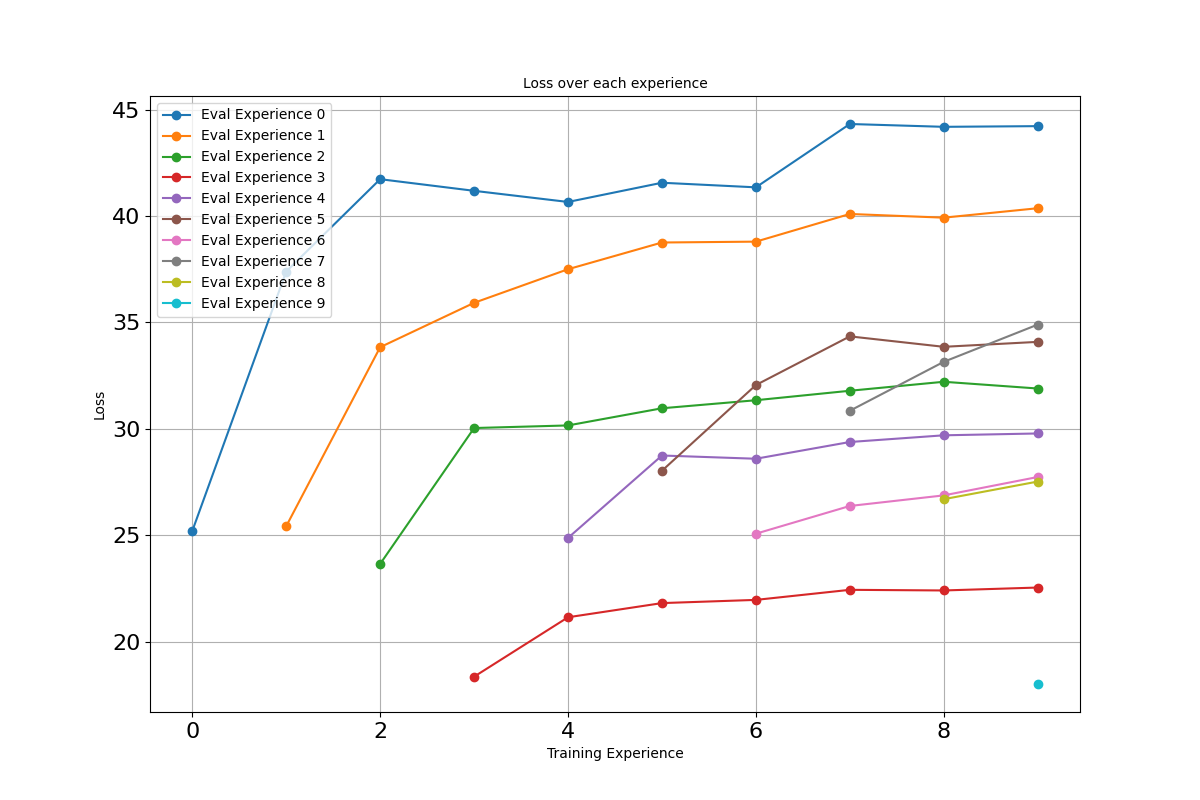 Loss over each experience
45
40
35
30
25
20
Loss
Eval Experience 0
Eval Experience 1
Eval Experience 2
Eval Experience 3
Eval Experience 4
Eval Experience 5
Eval Experience 6
Eval Experience 7
Eval Experience 8
Eval Experience 9
0 2 4 6 8
Training Experience